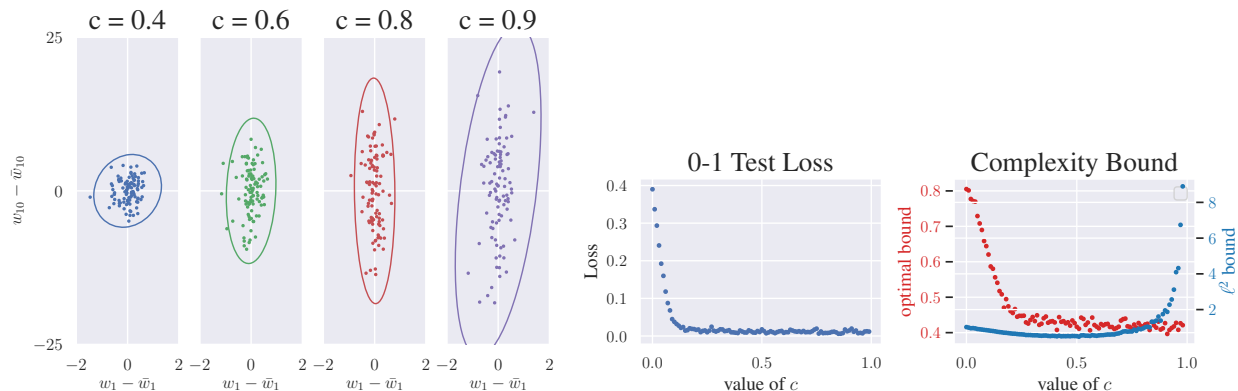 c = 0.4
c = 0.6
c = 0.8
c = 0.9
25
0
−25
w₁₀ − w̄₁₀
−2 0 2
−2 0 2
−2 0 2
−2 0 2
w₁ − w̄₁
w₁ − w̄₁
w₁ − w̄₁
w₁ − w̄₁
0-1 Test Loss
0.4
0.3
0.2
0.1
0.0
Loss
0.0 0.5 1.0
value of c
Complexity Bound
0.8
0.7
0.6
0.5
0.4
optimal bound
8
6
4
2
ℓ² bound
0.0 0.5 1.0
value of c